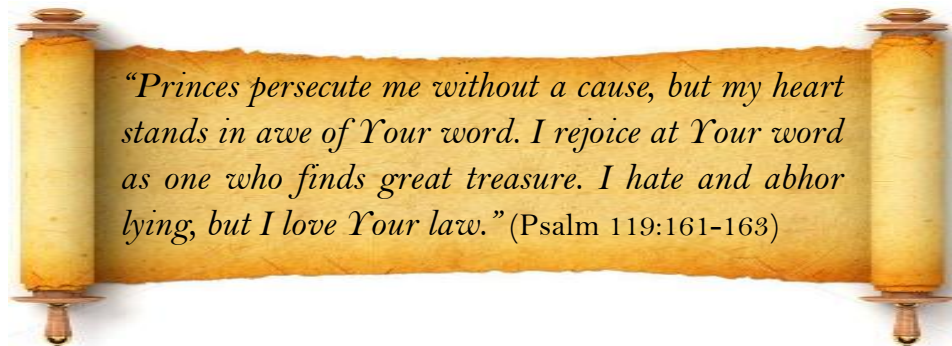 “Princes persecute me without a cause, but my heart
stands in awe of Your word. I rejoice at Your word
as one who finds great treasure. I hate and abhor
lying, but I love Your law.” (Psalm 119:161-163)